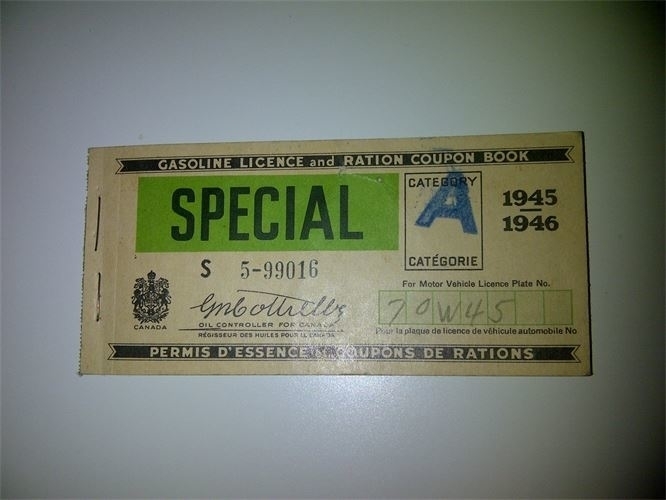 GASOLINE LICENCE and RATION COUPON BOOK
SPECIAL
CATEGORY
A
CATÉGORIE
1945
1946
S 5-99016
CANADA
OIL CONTROLLER FOR CANADA
RÉGISSEUR DES HUILES POUR LE CANADA
For Motor Vehicle Licence Plate No.
70W45
Pour la plaque de licence de véhicule automobile No
PERMIS D'ESSENCE COUPONS DE RATIONS